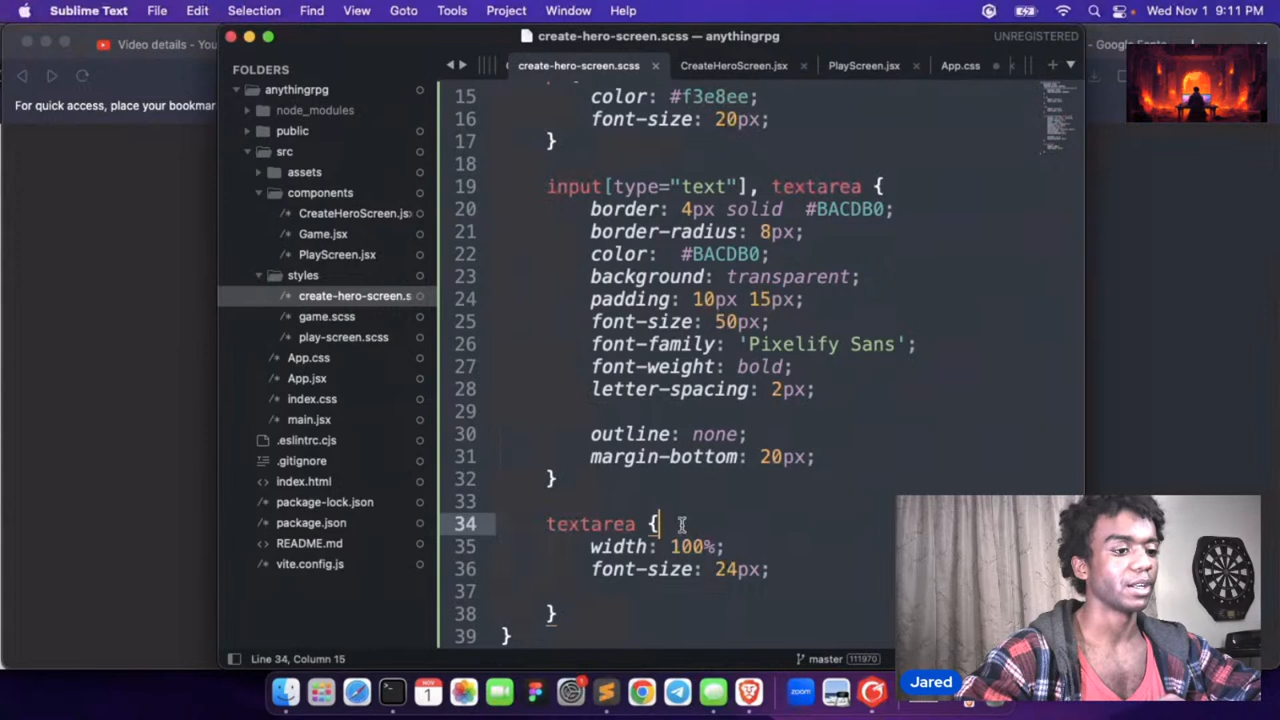 Sublime Text File Edit Selection Find View Goto Tools Project Window Help Wed Nov 1 9:11 PM
Video details - You
create-hero-screen.scss — anythingrpg
UNREGISTERED
Google Fonts
For quick access, place your bookmar
FOLDERS
anythingrpg
node_modules
public
src
assets
components
CreateHeroScreen.jsx
Game.jsx
PlayScreen.jsx
styles
create-hero-screen.s
game.scss
play-screen.scss
App.css
App.jsx
index.css
main.jsx
.eslintrc.cjs
.gitignore
index.html
package-lock.json
package.json
README.md
vite.config.js
create-hero-screen.scss × CreateHeroScreen.jsx × PlayScreen.jsx × App.css
15 color: #f3e8ee;
16 font-size: 20px;
17 }
18
19 input[type="text"], textarea {
20 border: 4px solid #BACDB0;
21 border-radius: 8px;
22 color: #BACDB0;
23 background: transparent;
24 padding: 10px 15px;
25 font-size: 50px;
26 font-family: 'Pixelify Sans';
27 font-weight: bold;
28 letter-spacing: 2px;
29
30 outline: none;
31 margin-bottom: 20px;
32 }
33
34 textarea {
35 width: 100%;
36 font-size: 24px;
37
38 }
39 }
Line 34, Column 15
master 111970
Jared
NOV
1
1
zoom